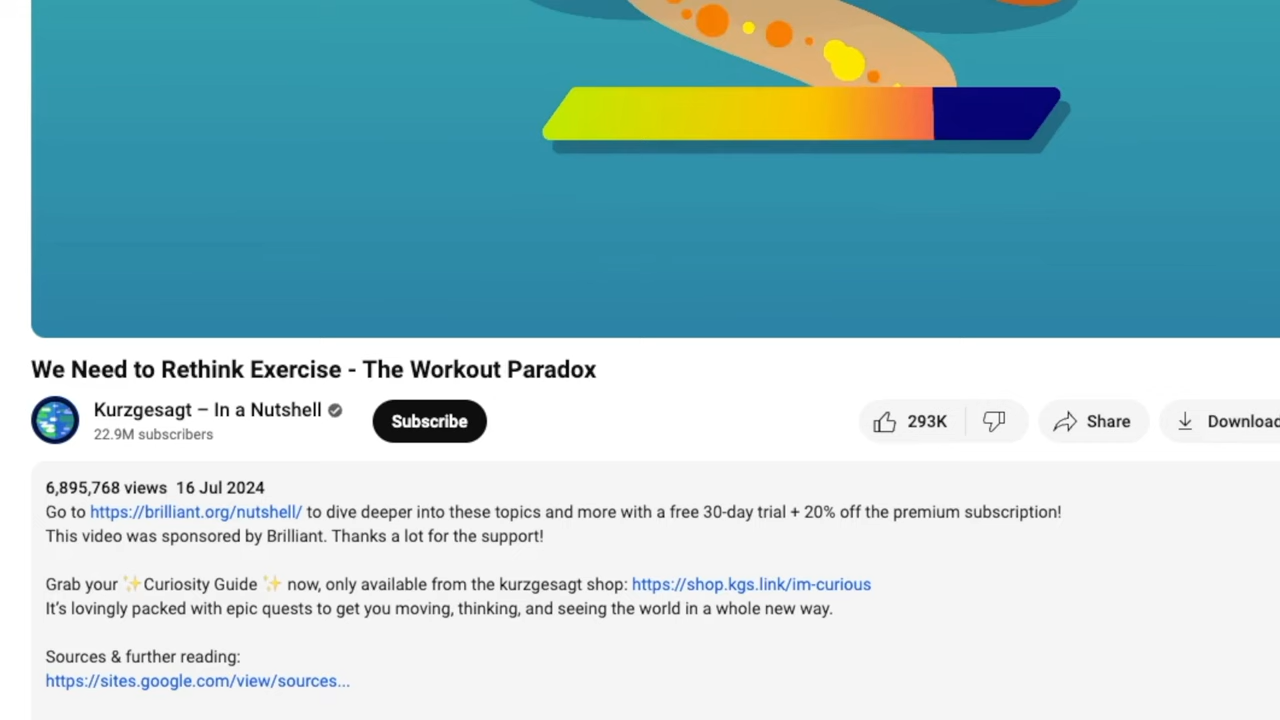 We Need to Rethink Exercise - The Workout Paradox
Kurzgesagt – In a Nutshell
22.9M subscribers
Subscribe
293K
Share
Download
6,895,768 views 16 Jul 2024
Go to https://brilliant.org/nutshell/ to dive deeper into these topics and more with a free 30-day trial + 20% off the premium subscription!
This video was sponsored by Brilliant. Thanks a lot for the support!
Grab your ✨Curiosity Guide ✨ now, only available from the kurzgesagt shop: https://shop.kgs.link/im-curious
It’s lovingly packed with epic quests to get you moving, thinking, and seeing the world in a whole new way.
Sources & further reading:
https://sites.google.com/view/sources...